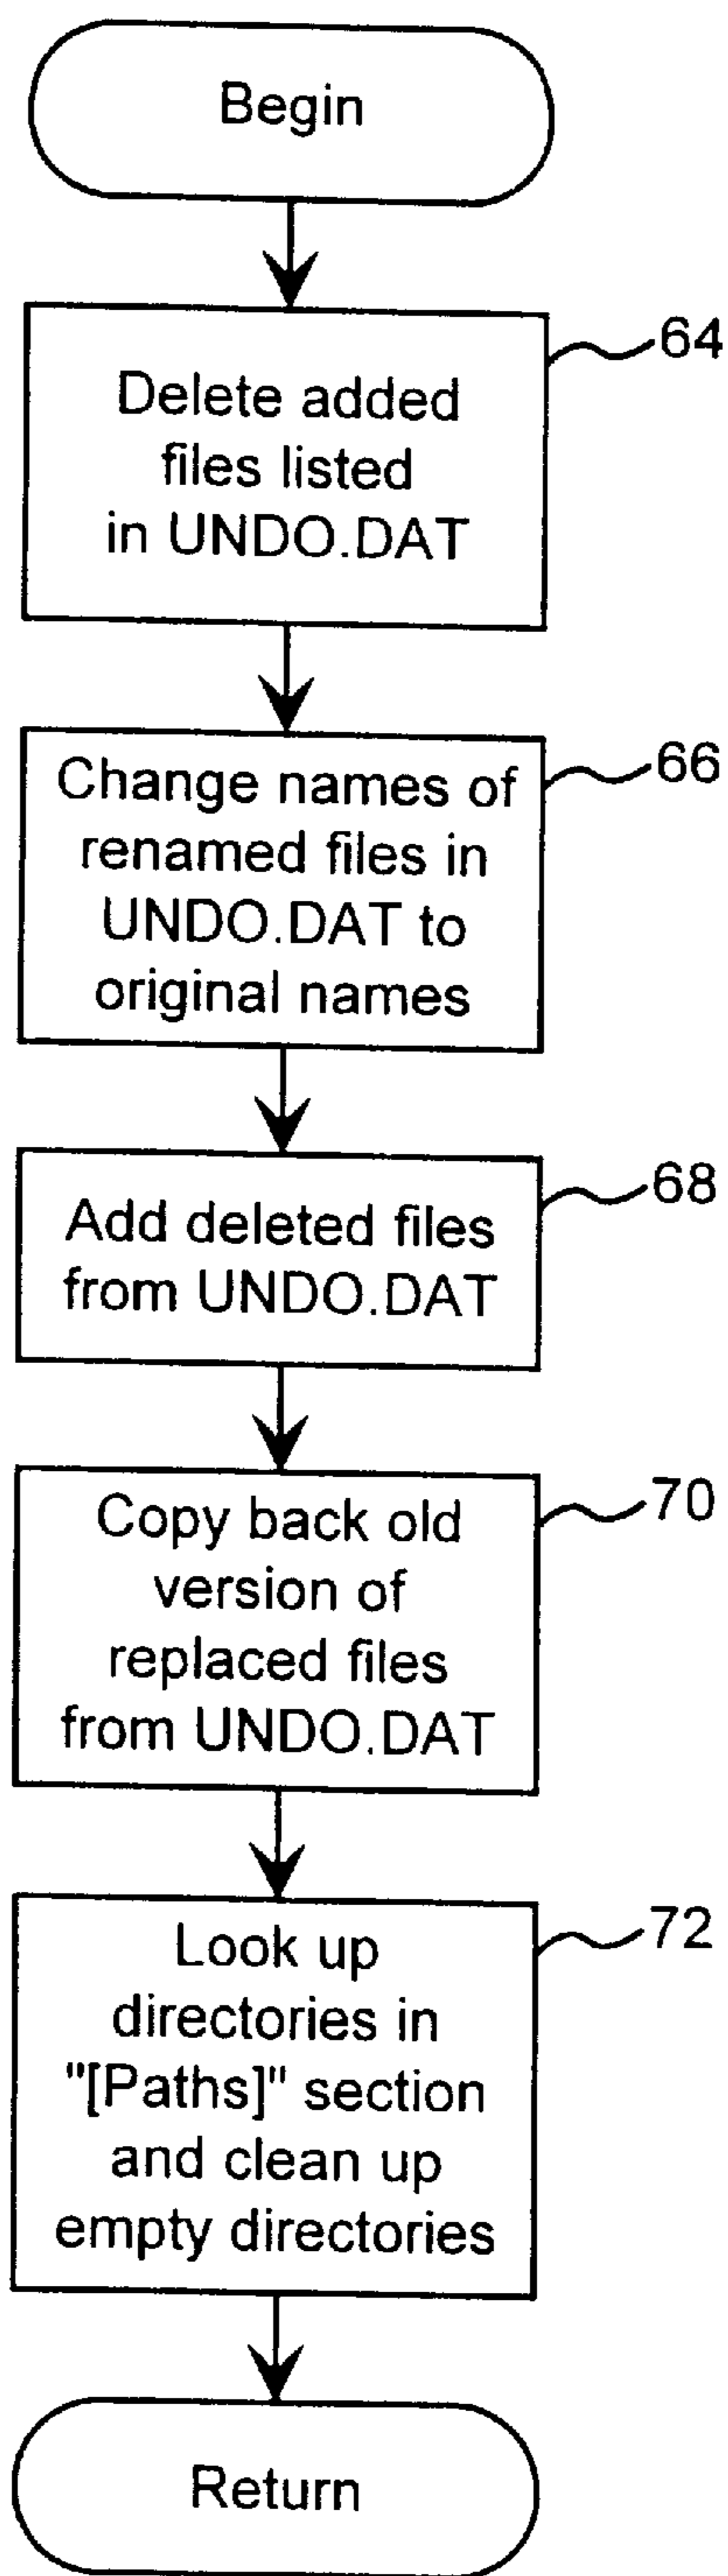 Begin
64
Delete added
files listed
in UNDO.DAT
66
Change names of
renamed files in
UNDO.DAT to
original names
68
Add deleted files
from UNDO.DAT
70
Copy back old
version of
replaced files
from UNDO.DAT
72
Look up
directories in
"[Paths]" section
and clean up
empty directories
Return